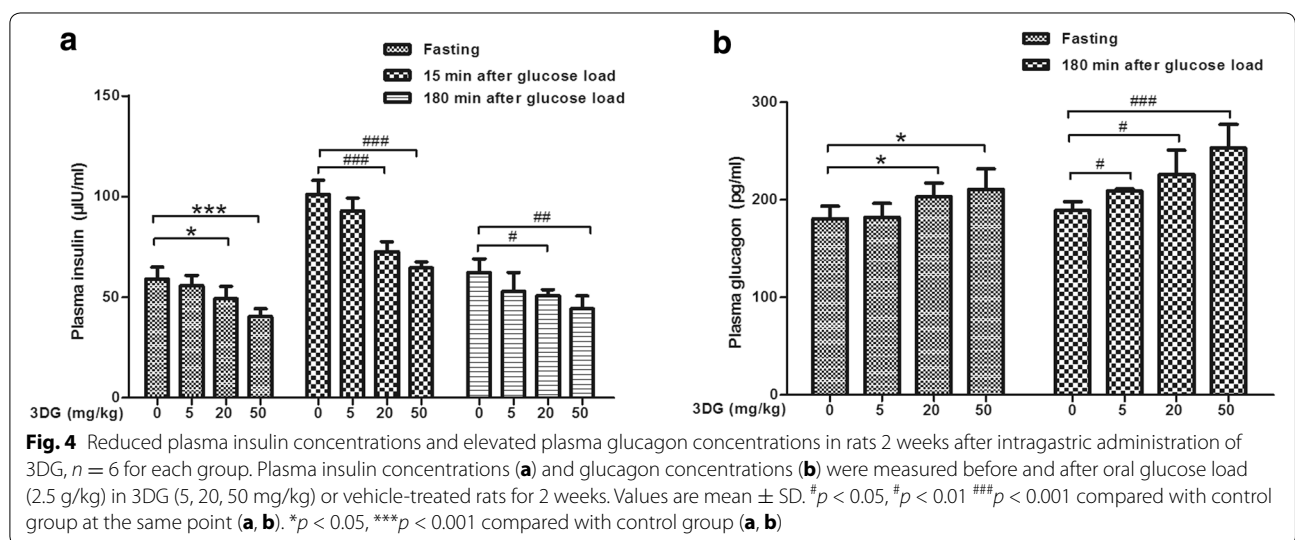 a
Fasting
15 min after glucose load
180 min after glucose load
Plasma insulin (μIU/ml)
150
100
50
0
***
*
###
###
##
#
3DG (mg/kg) 0 5 20 50 0 5 20 50 0 5 20 50
b
Fasting
180 min after glucose load
Plasma glucagon (pg/ml)
300
200
100
0
*
*
###
#
#
3DG (mg/kg) 0 5 20 50 0 5 20 50
Fig. 4 Reduced plasma insulin concentrations and elevated plasma glucagon concentrations in rats 2 weeks after intragastric administration of
3DG, n = 6 for each group. Plasma insulin concentrations (a) and glucagon concentrations (b) were measured before and after oral glucose load
(2.5 g/kg) in 3DG (5, 20, 50 mg/kg) or vehicle-treated rats for 2 weeks. Values are mean ± SD. #p < 0.05, #p < 0.01 ###p < 0.001 compared with control
group at the same point (a, b). *p < 0.05, ***p < 0.001 compared with control group (a, b)